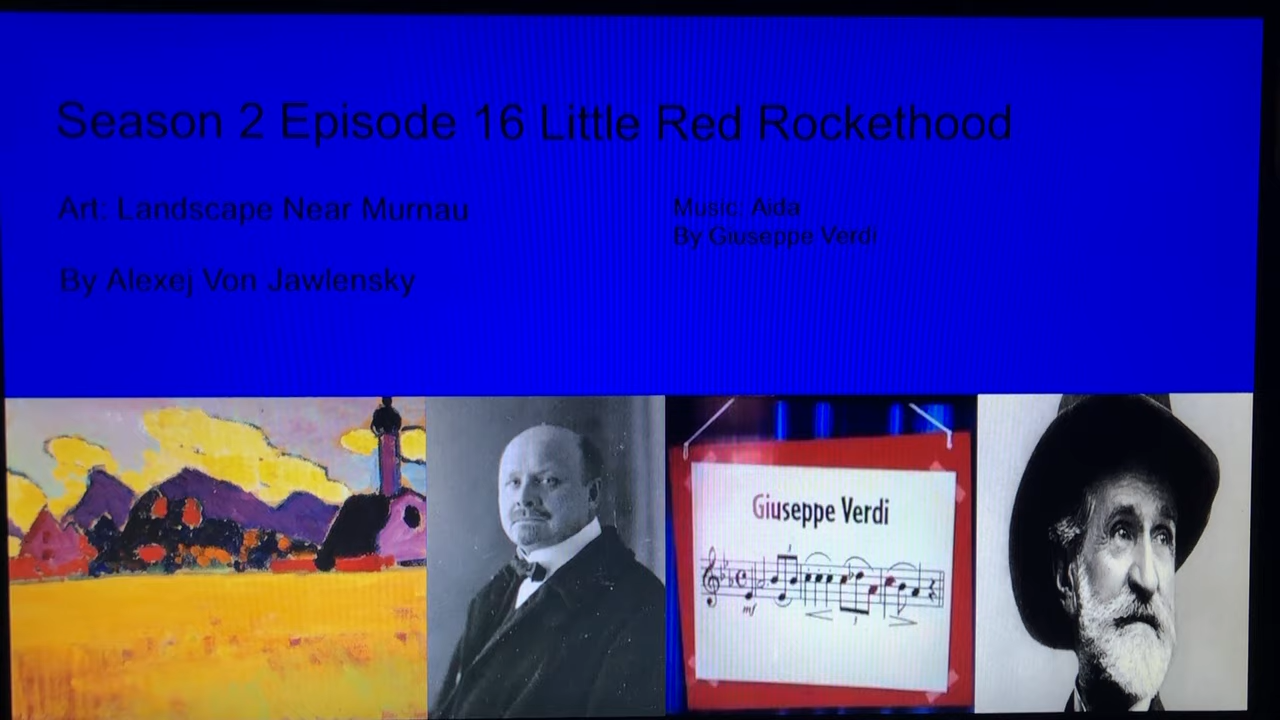 Season 2 Episode 16 Little Red Rockethood
Art: Landscape Near Murnau
By Alexej Von Jawlensky
Music: Aida
By Giuseppe Verdi
Giuseppe Verdi
mf